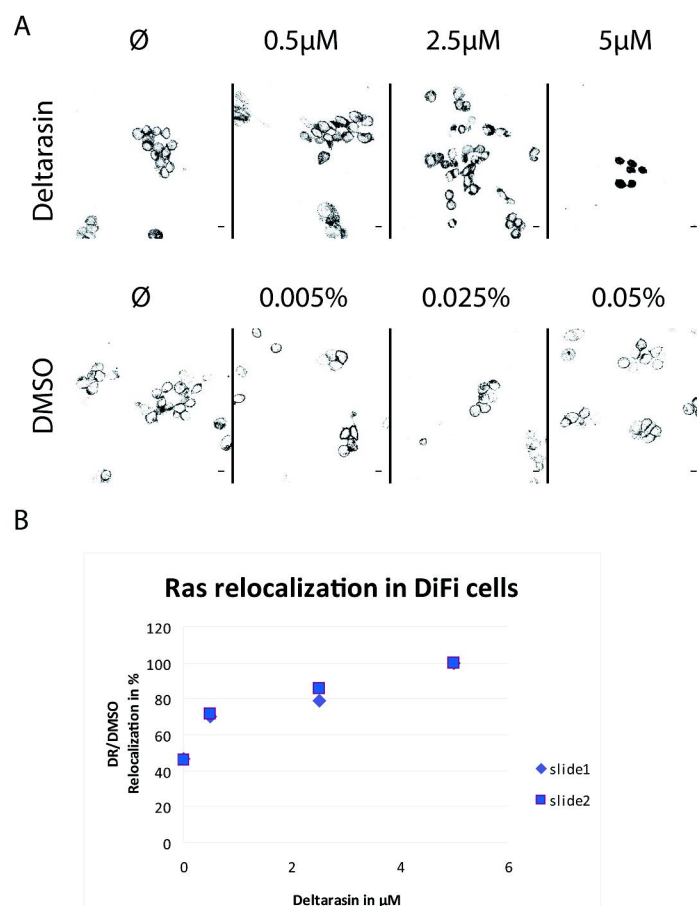 A
Ø 0.5µM 2.5µM 5µM
Deltarasin
Ø 0.005% 0.025% 0.05%
DMSO
B
Ras relocalization in DiFi cells
120
100
80
60
40
20
0
0 2 4 6
DR/DMSO
Relocalization in %
Deltarasin in µM
slide1
slide2